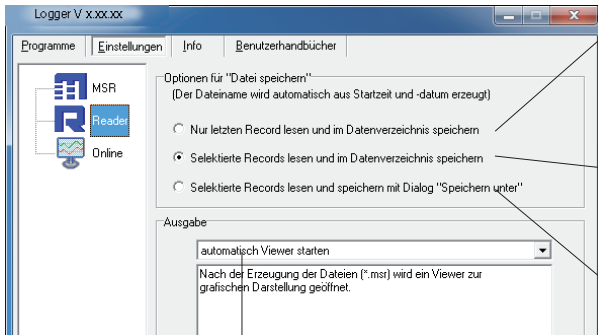 Logger V x.xx.xx
Programme Einstellungen Info Benutzerhandbücher
MSR
Reader
Online
Optionen für "Datei speichern"
(Der Dateiname wird automatisch aus Startzeit und -datum erzeugt)
Nur letzten Record lesen und im Datenverzeichnis speichern
Selektierte Records lesen und im Datenverzeichnis speichern
Selektierte Records lesen und speichern mit Dialog "Speichern unter"
Ausgabe
automatisch Viewer starten
Nach der Erzeugung der Dateien (*.msr) wird ein Viewer zur
grafischen Darstellung geöffnet.